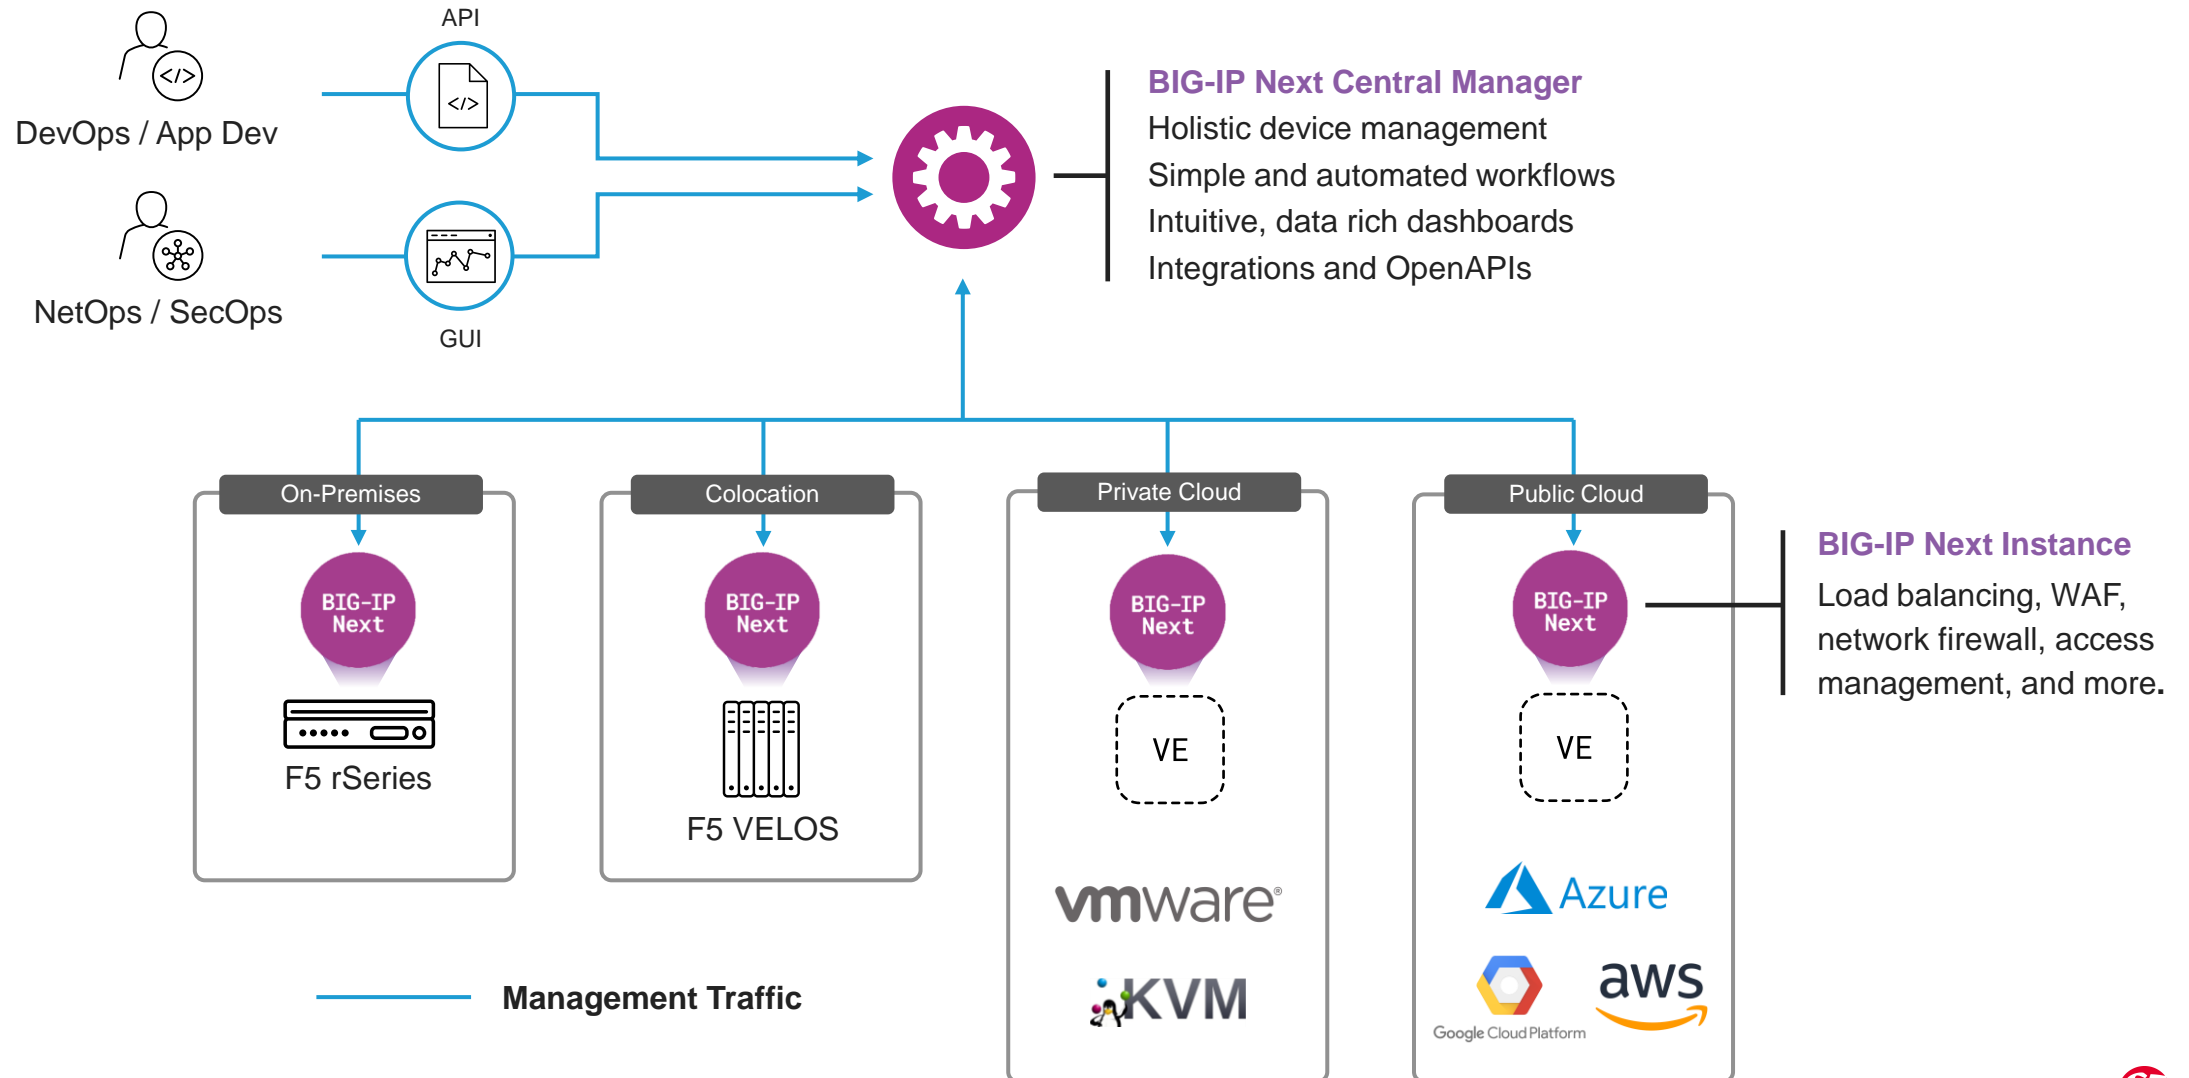 API
</>
</>
DevOps / App Dev
NetOps / SecOps
GUI
BIG-IP Next Central Manager
Holistic device management
Simple and automated workflows
Intuitive, data rich dashboards
Integrations and OpenAPIs
On-Premises
BIG-IP
Next
F5 rSeries
Colocation
BIG-IP
Next
F5 VELOS
Private Cloud
BIG-IP
Next
VE
vmware®
KVM
Public Cloud
BIG-IP
Next
VE
Azure
Google Cloud Platform
aws
BIG-IP Next Instance
Load balancing, WAF,
network firewall, access
management, and more.
Management Traffic